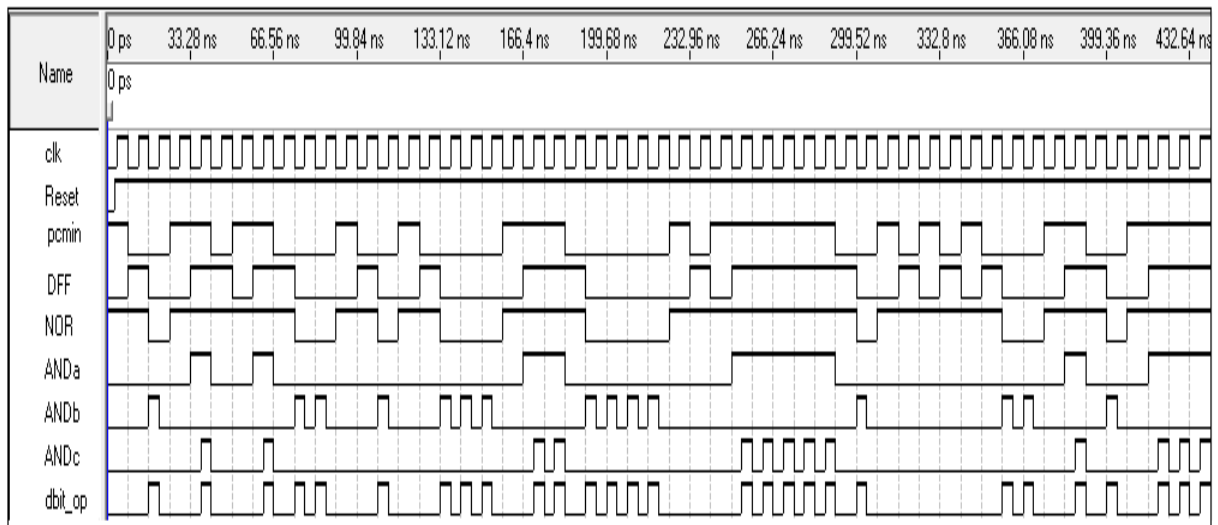 Name
0 ps 33.28 ns 66.56 ns 99.84 ns 133.12 ns 166.4 ns 199.68 ns 232.96 ns 266.24 ns 299.52 ns 332.8 ns 366.08 ns 399.36 ns 432.64 ns
0 ps
clk
Reset
pcmin
DFF
NOR
ANDa
ANDb
ANDc
dbit_op